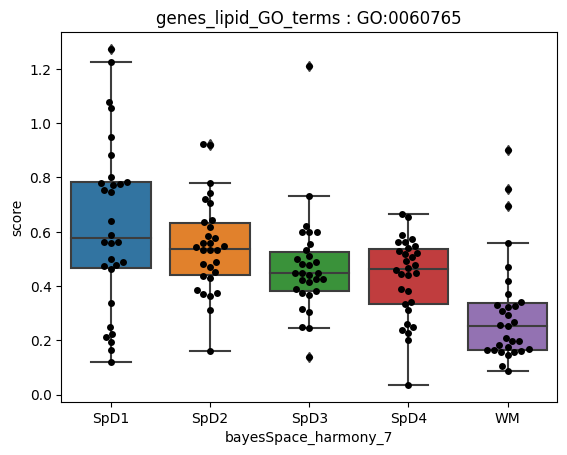 genes_lipid_GO_terms : GO:0060765
score
1.2
1.0
0.8
0.6
0.4
0.2
0.0
SpD1 SpD2 SpD3 SpD4 WM
bayesSpace_harmony_7